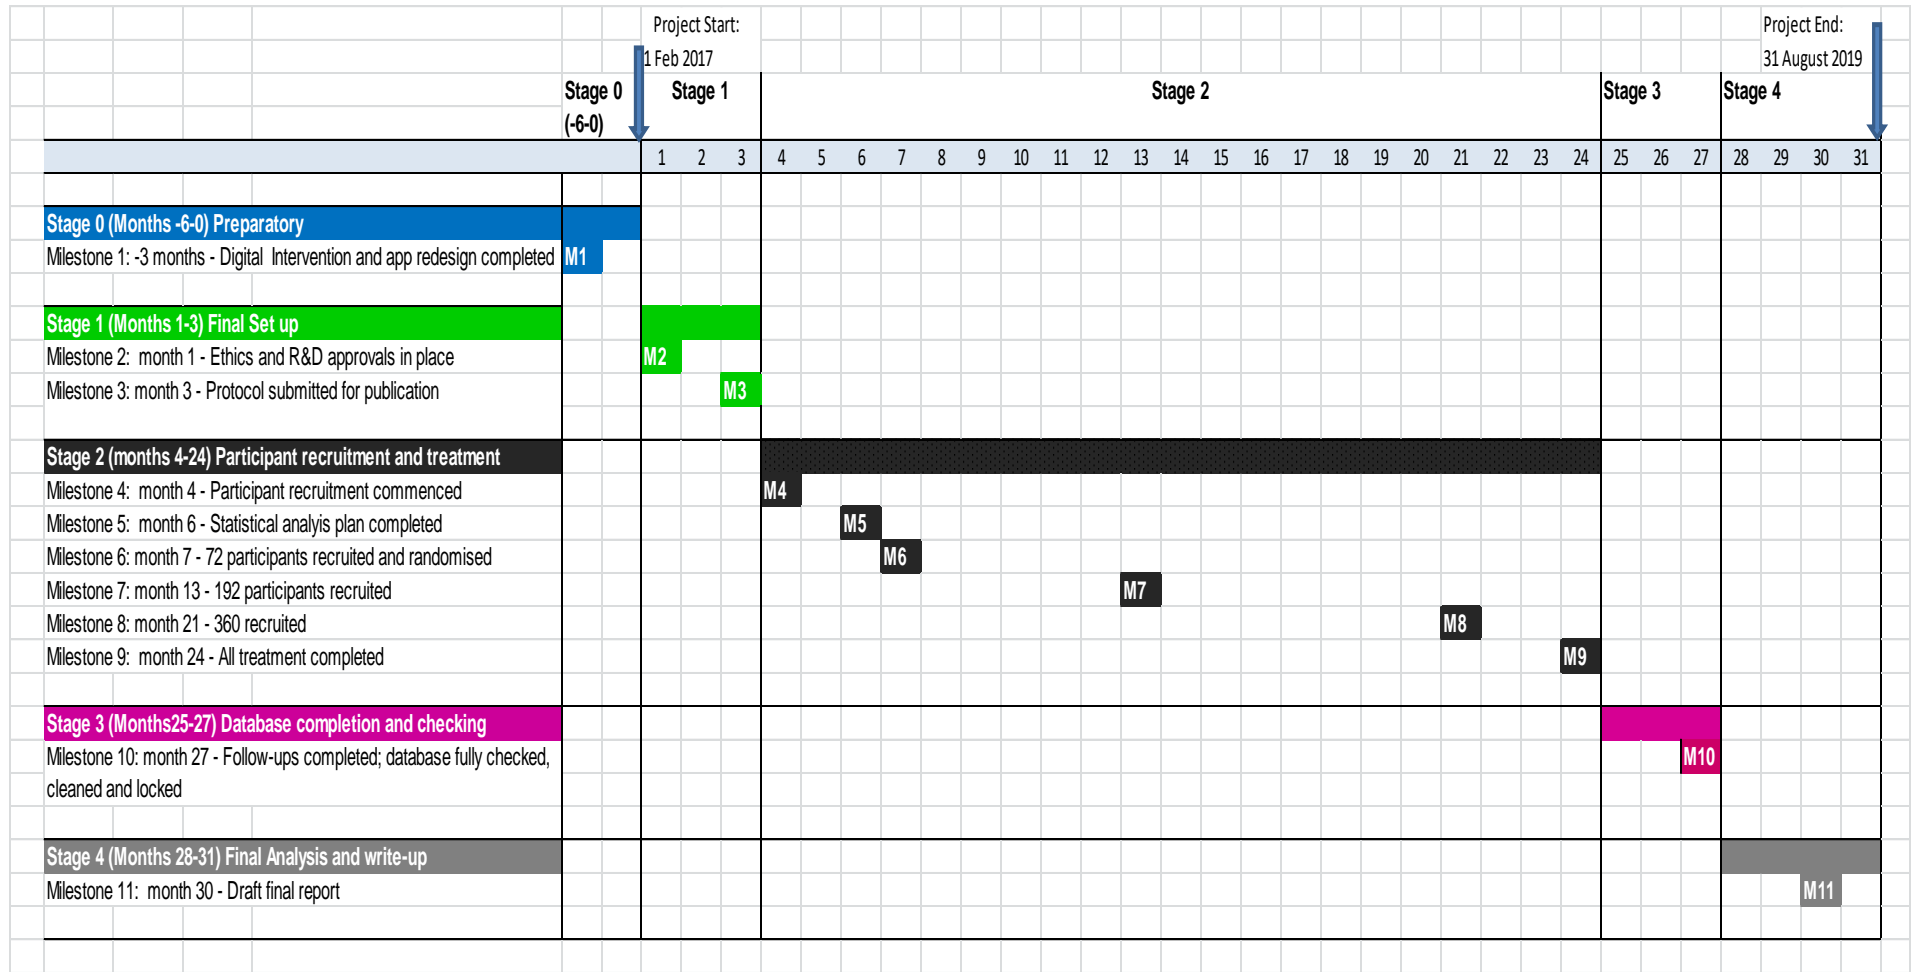 Project Start:
1 Feb 2017
Project End:
31 August 2019
Stage 0
(-6-0)
Stage 1
Stage 2
Stage 3
Stage 4
1 2 3 4 5 6 7 8 9 10 11 12 13 14 15 16 17 18 19 20 21 22 23 24 25 26 27 28 29 30 31
Stage 0 (Months -6-0) Preparatory
Milestone 1: -3 months - Digital Intervention and app redesign completed M1
Stage 1 (Months 1-3) Final Set up
Milestone 2: month 1 - Ethics and R&D approvals in place M2
Milestone 3: month 3 - Protocol submitted for publication M3
Stage 2 (months 4-24) Participant recruitment and treatment
Milestone 4: month 4 - Participant recruitment commenced M4
Milestone 5: month 6 - Statistical analyis plan completed M5
Milestone 6: month 7 - 72 participants recruited and randomised M6
Milestone 7: month 13 - 192 participants recruited M7
Milestone 8: month 21 - 360 recruited M8
Milestone 9: month 24 - All treatment completed M9
Stage 3 (Months25-27) Database completion and checking
Milestone 10: month 27 - Follow-ups completed; database fully checked, M10
cleaned and locked
Stage 4 (Months 28-31) Final Analysis and write-up
Milestone 11: month 30 - Draft final report M11